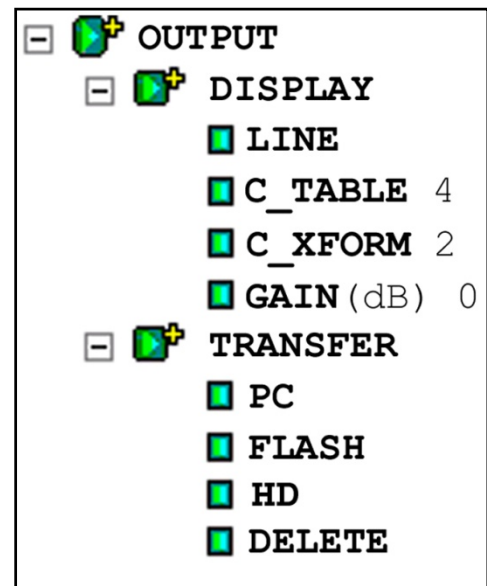 OUTPUT
DISPLAY
LINE
C_TABLE 4
C_XFORM 2
GAIN(dB) 0
TRANSFER
PC
FLASH
HD
DELETE